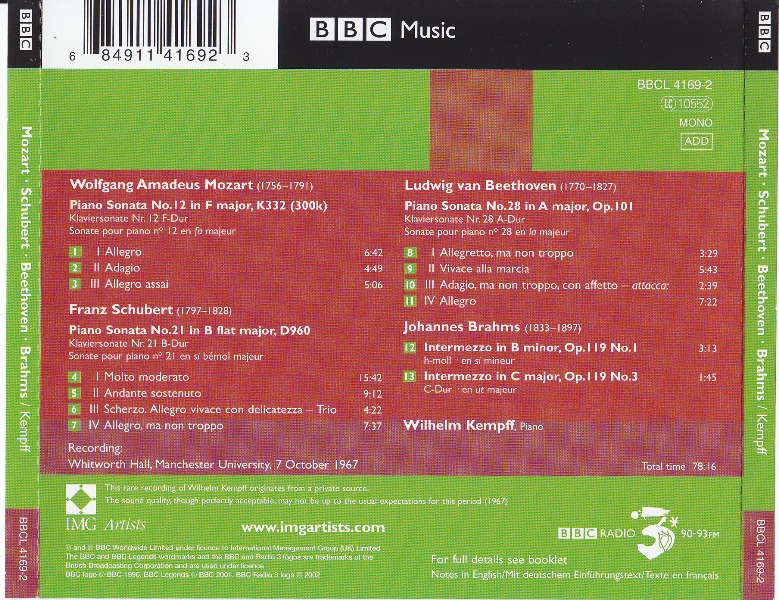 BBC Music
6 84911 41692 3
BBCL 4169-2
LC 10552
MONO
ADD
Wolfgang Amadeus Mozart (1756–1791)
Piano Sonata No.12 in F major, K332 (300k)
Klaviersonate Nr. 12 F-Dur
Sonate pour piano nº 12 en fa majeur
1 I Allegro 6:42
2 II Adagio 4:49
3 III Allegro assai 5:06
Franz Schubert (1797–1828)
Piano Sonata No.21 in B flat major, D960
Klaviersonate Nr. 21 B-Dur
Sonate pour piano nº 21 en si bémol majeur
4 I Molto moderato 15:42
5 II Andante sostenuto 9:12
6 III Scherzo. Allegro vivace con delicatezza – Trio 4:22
7 IV Allegro, ma non troppo 7:37
Recording:
Whitworth Hall, Manchester University, 7 October 1967
Ludwig van Beethoven (1770–1827)
Piano Sonata No.28 in A major, Op.101
Klaviersonate Nr. 28 A-Dur
Sonate pour piano nº 28 en la majeur
8 I Allegretto, ma non troppo 3:29
9 II Vivace alla marcia 5:43
10 III Adagio, ma non troppo, con affetto – attacca: 2:39
11 IV Allegro 7:22
Johannes Brahms (1833–1897)
12 Intermezzo in B minor, Op.119 No.1 3:13
h-moll · en si mineur
13 Intermezzo in C major, Op.119 No.3 1:45
C-Dur · en ut majeur
Wilhelm Kempff, Piano
Total time 78:16
This rare recording of Wilhelm Kempff originates from a private source.
The sound quality, though perfectly acceptable, may not be up to the usual expectations for this period (1967)
IMG Artists
www.imgartists.com
BBC RADIO 3 90-93FM
℗ and © BBC Worldwide Limited under licence to International Management Group (UK) Limited
The BBC and BBC Legends wordmarks and the BBC and Radio 3 logos are trademarks of the
British Broadcasting Corporation and are used under licence
BBC logo © BBC 1996, BBC Legends © BBC 2001, BBC Radio 3 logo © 2002
For full details see booklet
Notes in English/Mit deutschem Einführungstext/Texte en français
BBC
Mozart · Schubert · Beethoven · Brahms / Kempff
BBCL 4169-2
BBC
Mozart · Schubert · Beethoven · Brahms / Kempff
BBCL 4169-2